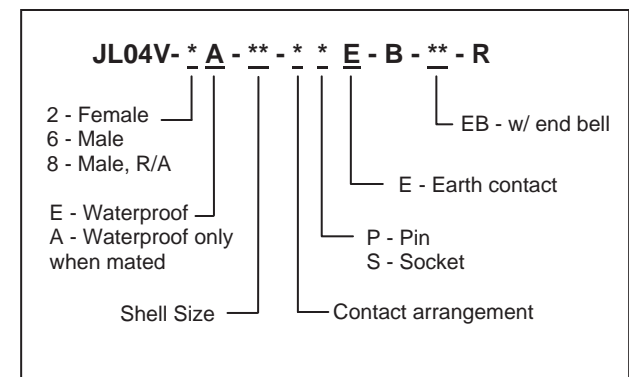 JL04V- * A - ** - * * E - B - ** - R
2 - Female
6 - Male
8 - Male, R/A
EB - w/ end bell
E - Earth contact
E - Waterproof
A - Waterproof only
when mated
P - Pin
S - Socket
Shell Size
Contact arrangement